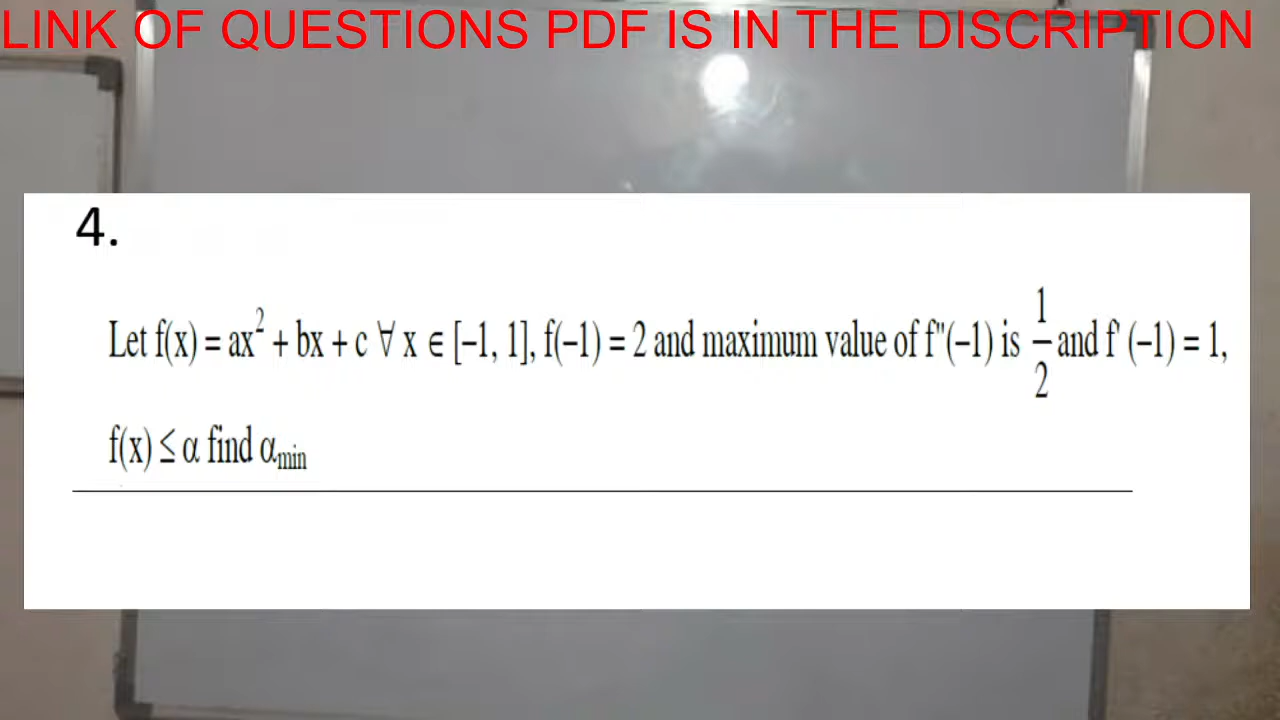 LINK OF QUESTIONS PDF IS IN THE DISCRIPTION
4.
Let f(x) = ax² + bx + c ∀ x ∈ [–1, 1], f(–1) = 2 and maximum value of f"(–1) is 1/2 and f' (–1) = 1,
f(x) ≤ α find αmin